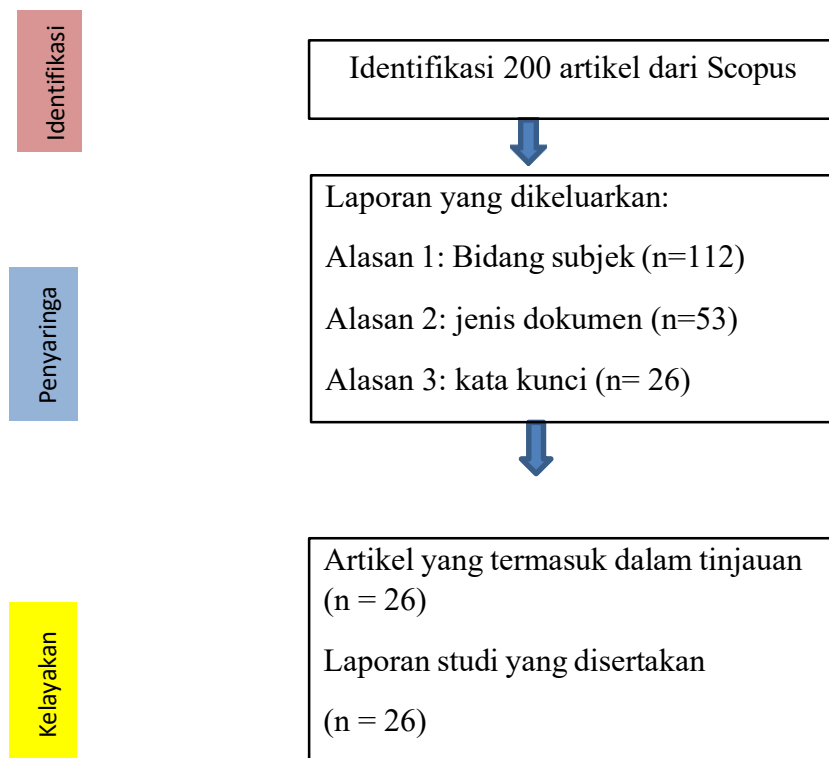 Identifikasi
Identifikasi 200 artikel dari Scopus
Laporan yang dikeluarkan:
Alasan 1: Bidang subjek (n=112)
Alasan 2: jenis dokumen (n=53)
Alasan 3: kata kunci (n= 26)
Penyaringa
Artikel yang termasuk dalam tinjauan
(n = 26)
Laporan studi yang disertakan
(n = 26)
Kelayakan